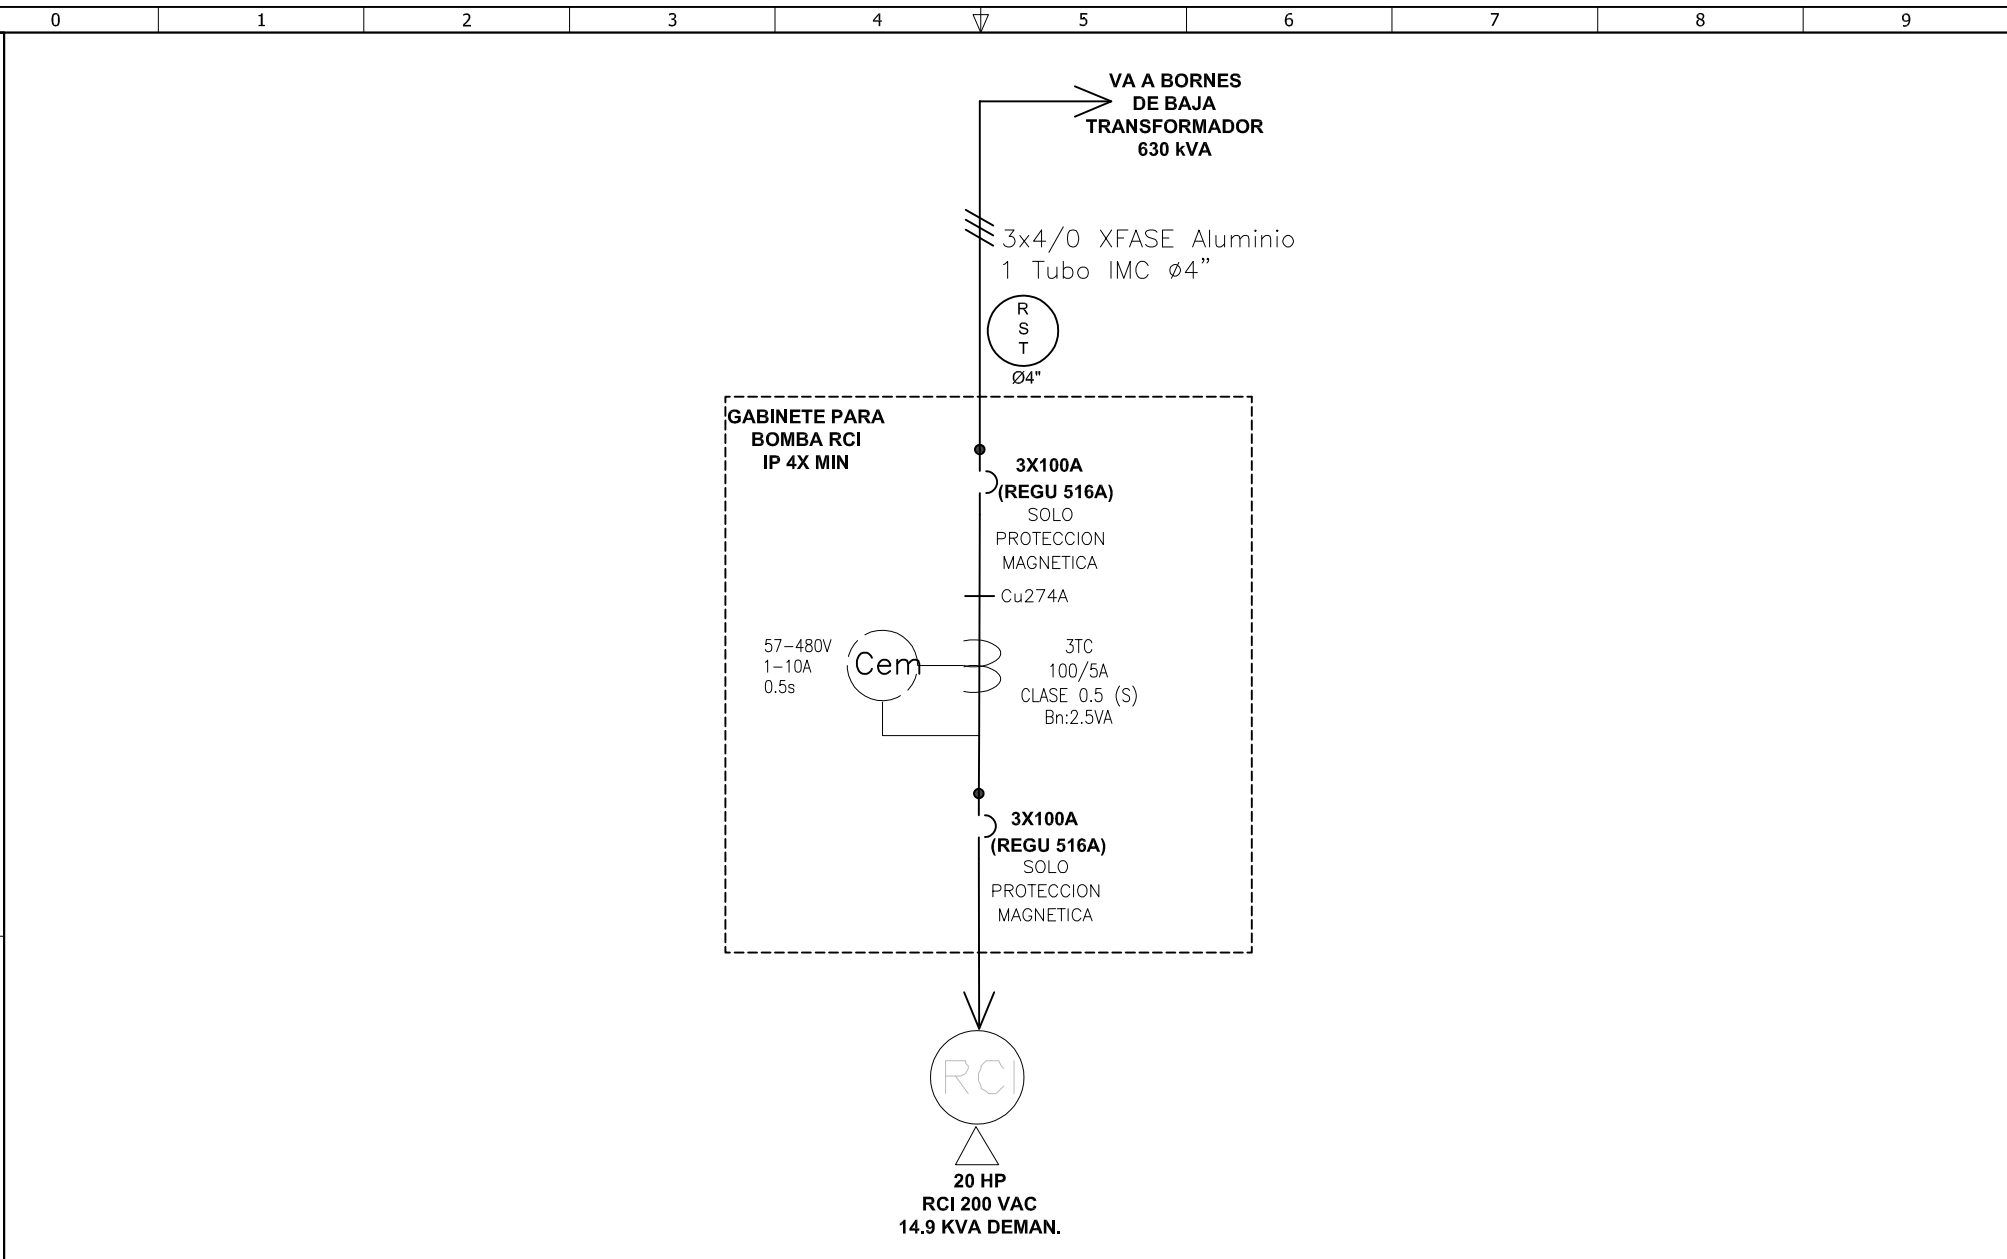 0 1 2 3 4 5 6 7 8 9
VA A BORNES
DE BAJA
TRANSFORMADOR
630 kVA
3x4/0 XFASE Aluminio
1 Tubo IMC ø4”
R
S
T
Ø4"
GABINETE PARA
BOMBA RCI
IP 4X MIN
3X100A
(REGU 516A)
SOLO
PROTECCION
MAGNETICA
Cu274A
57-480V
1-10A
0.5s
Cem
3TC
100/5A
CLASE 0.5 (S)
Bn:2.5VA
3X100A
(REGU 516A)
SOLO
PROTECCION
MAGNETICA
RCI
20 HP
RCI 200 VAC
14.9 KVA DEMAN.